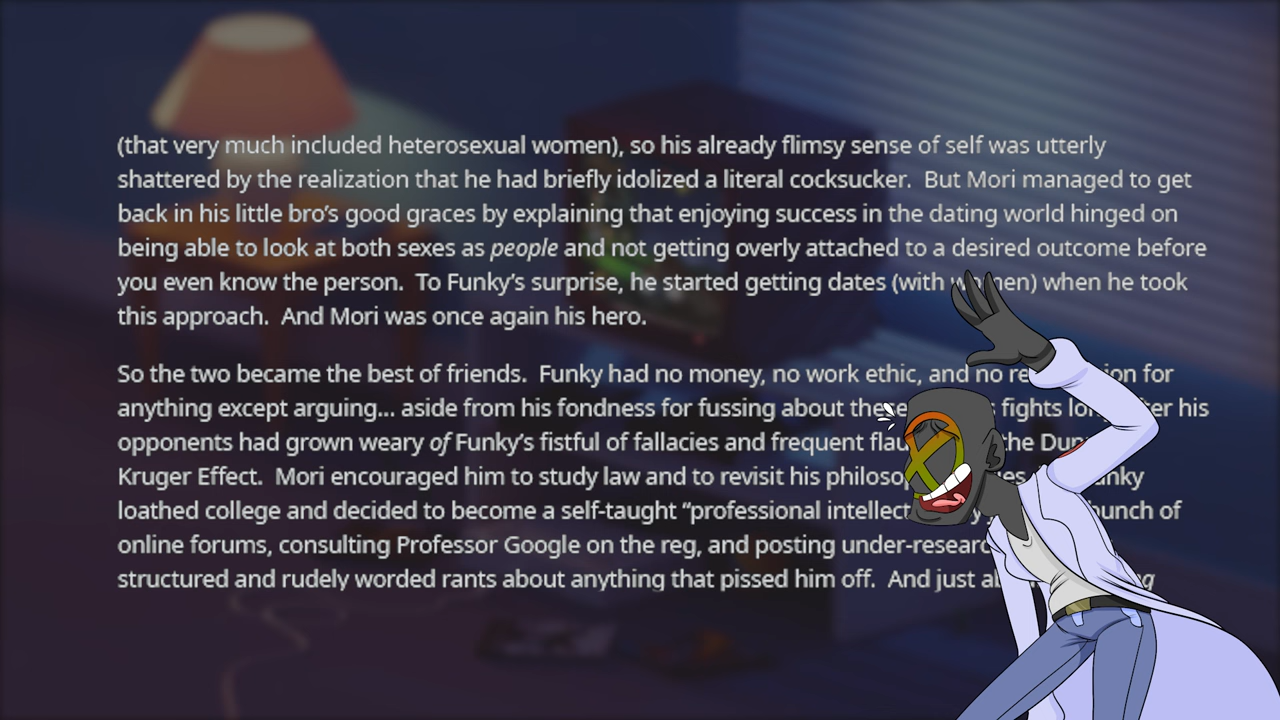 (that very much included heterosexual women), so his already flimsy sense of self was utterly
shattered by the realization that he had briefly idolized a literal cocksucker.  But Mori managed to get
back in his little bro’s good graces by explaining that enjoying success in the dating world hinged on
being able to look at both sexes as people and not getting overly attached to a desired outcome before
you even know the person.  To Funky’s surprise, he started getting dates (with women) when he took
this approach.  And Mori was once again his hero.
So the two became the best of friends.  Funky had no money, no work ethic, and no for
anything except arguing... aside from his fondness for fussing about fights his
opponents had grown weary of Funky’s fistful of fallacies and frequent the
Kruger Effect.  Mori encouraged him to study law and to revisit his
loathed college and decided to become a self-taught “professional of
online forums, consulting Professor Google on the reg, and posting
structured and rudely worded rants about anything that pissed him off.  And just